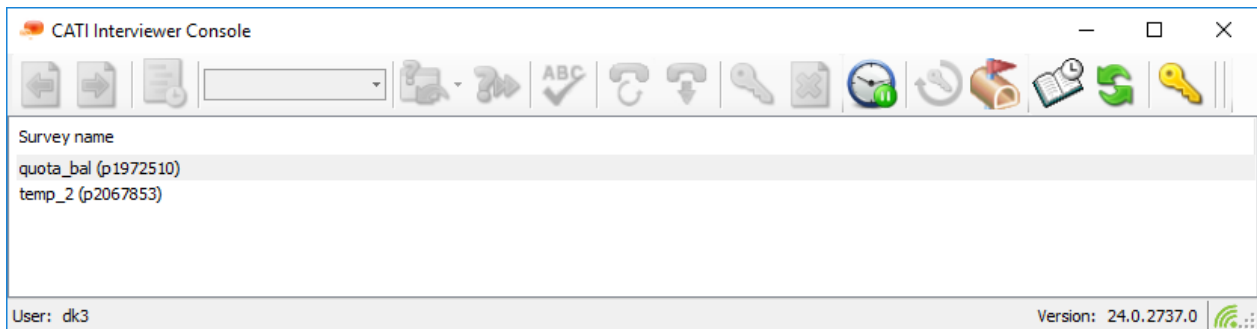 CATI Interviewer Console
ABC
Survey name
quota_bal (p1972510)
temp_2 (p2067853)
User: dk3 Version: 24.0.2737.0